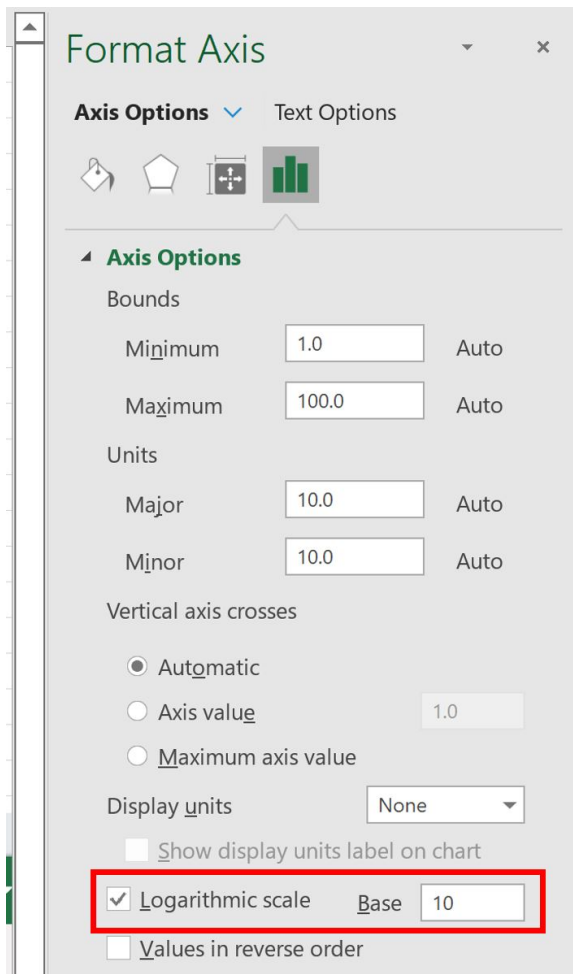 Format Axis
Axis Options Text Options
Axis Options
Bounds
Minimum 1.0 Auto
Maximum 100.0 Auto
Units
Major 10.0 Auto
Minor 10.0 Auto
Vertical axis crosses
Automatic
Axis value 1.0
Maximum axis value
Display units None
Show display units label on chart
Logarithmic scale Base 10
Values in reverse order